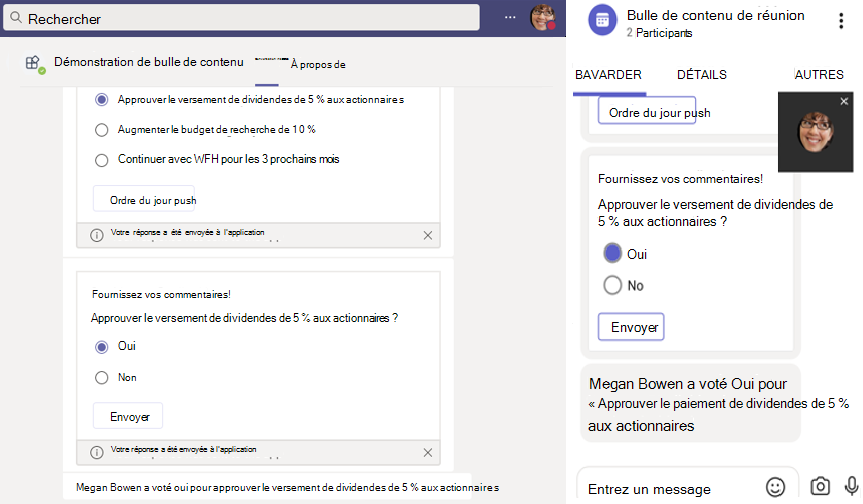 Rechercher
Démonstration de bulle de contenu
À propos de
Approuver le versement de dividendes de 5 % aux actionnaires
Augmenter le budget de recherche de 10 %
Continuer avec WFH pour les 3 prochains mois
Ordre du jour push
Votre réponse a été envoyée à l'application
Fournissez vos commentaires!
Approuver le versement de dividendes de 5 % aux actionnaires ?
Oui
Non
Envoyer
Votre réponse a été envoyée à l'application
Megan Bowen a voté oui pour approuver le versement de dividendes de 5 % aux actionnaires
Bulle de contenu de réunion
2 Participants
BAVARDER DÉTAILS AUTRES
Ordre du jour push
Fournissez vos commentaires!
Approuver le versement de dividendes de
5 % aux actionnaires ?
Oui
No
Envoyer
Megan Bowen a voté Oui pour
« Approuver le paiement de dividendes de 5 %
aux actionnaires
Entrez un message